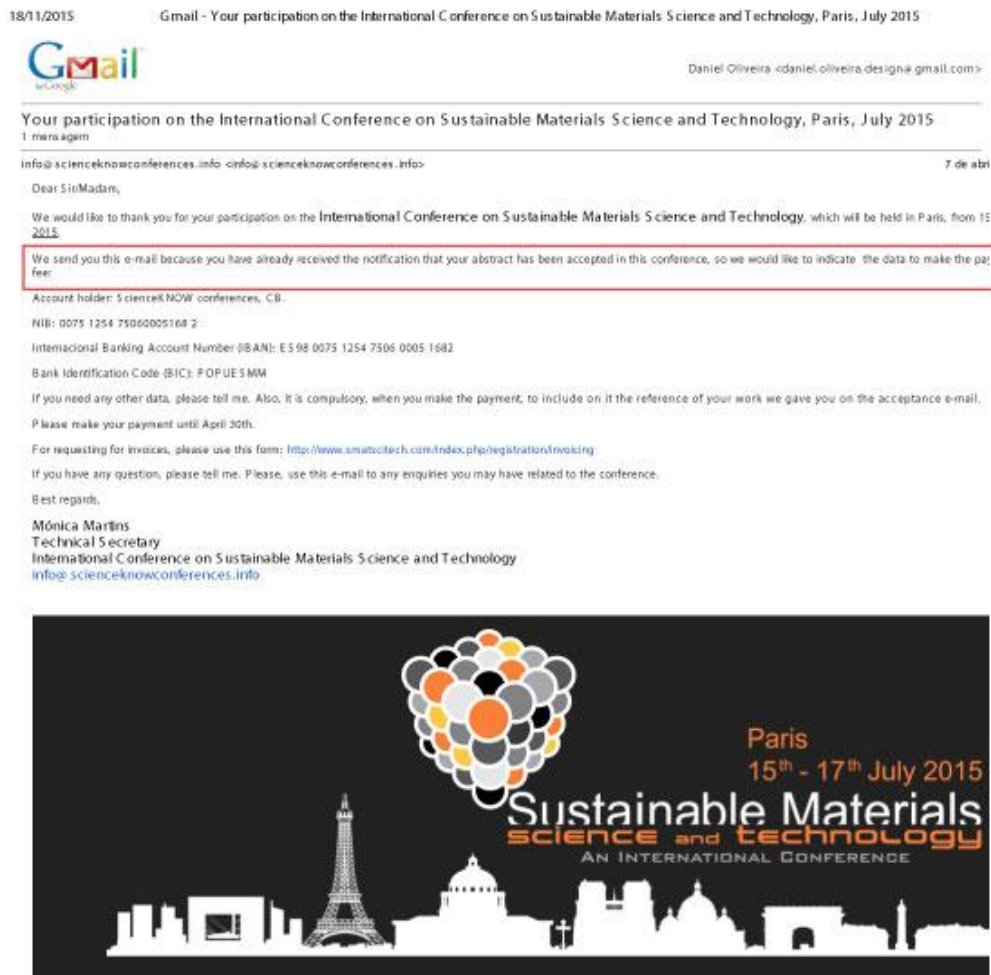 18/11/2015 Gmail - Your participation on the International Conference on Sustainable Materials Science and Technology, Paris, July 2015
Gmail
by Google
Daniel Oliveira <daniel.oliveira.design@gmail.com>
Your participation on the International Conference on Sustainable Materials Science and Technology, Paris, July 2015
1 mensagem
info@scienceknowconferences.info <info@scienceknowconferences.info> 7 de abri
Dear Sir/Madam,
We would like to thank you for your participation on the International Conference on Sustainable Materials Science and Technology, which will be held in Paris, from 15
2015.
We send you this e-mail because you have already received the notification that your abstract has been accepted in this conference, so we would like to indicate the data to make the pay
fee:
Account holder: ScienceKNOW conferences, CB.
NIB: 0075 1254 75060005168 2
Internacional Banking Account Number (IBAN): ES98 0075 1254 7506 0005 1682
Bank Identification Code (BIC): POPUESMM
If you need any other data, please tell me. Also, it is compulsory, when you make the payment, to include on it the reference of your work we gave you on the acceptance e-mail.
Please make your payment until April 30th.
For requesting for invoices, please use this form: http://www.smatscitech.com/index.php/registration/invoicing
If you have any question, please tell me. Please, use this e-mail to any enquiries you may have related to the conference.
Best regards,
Mónica Martins
Technical Secretary
International Conference on Sustainable Materials Science and Technology
info@scienceknowconferences.info
Paris
15th - 17th July 2015
Sustainable Materials
science and technology
An International Conference